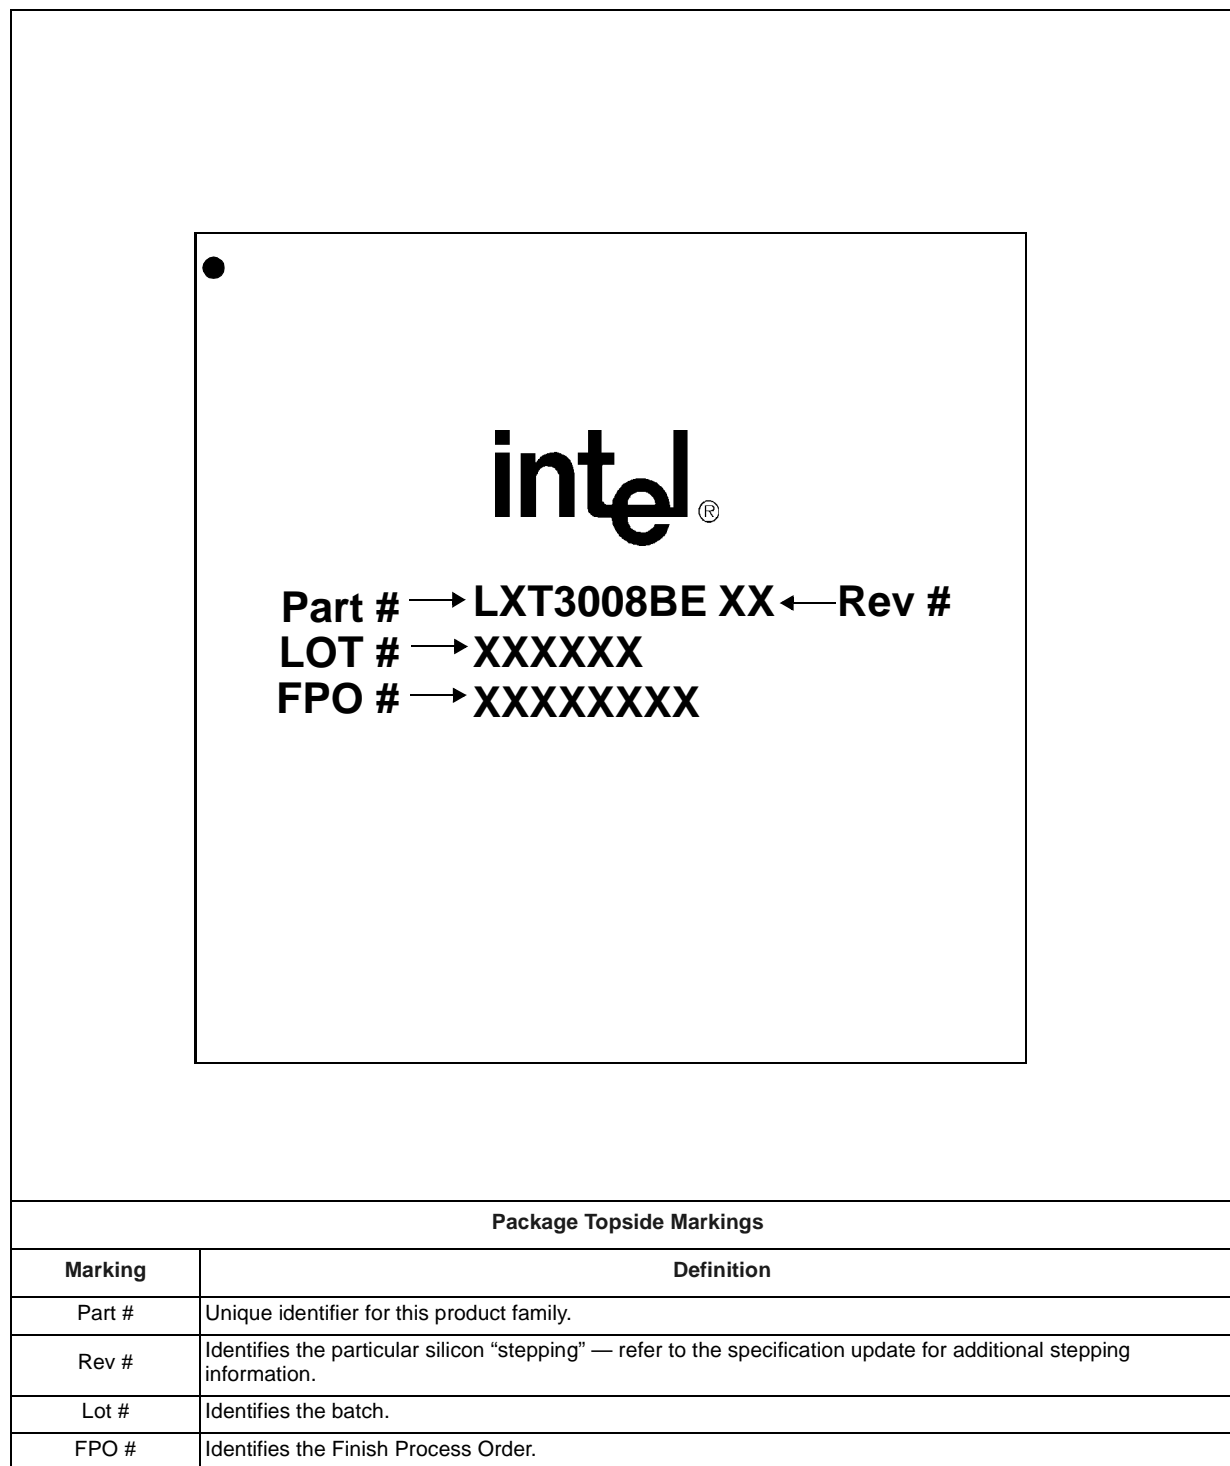 intel®
Part # LXT3008BE XX Rev #
LOT # XXXXXX
FPO # XXXXXXXX
Package Topside Markings
Marking Definition
Part # Unique identifier for this product family.
Rev # Identifies the particular silicon “stepping” — refer to the specification update for additional stepping
information.
Lot # Identifies the batch.
FPO # Identifies the Finish Process Order.